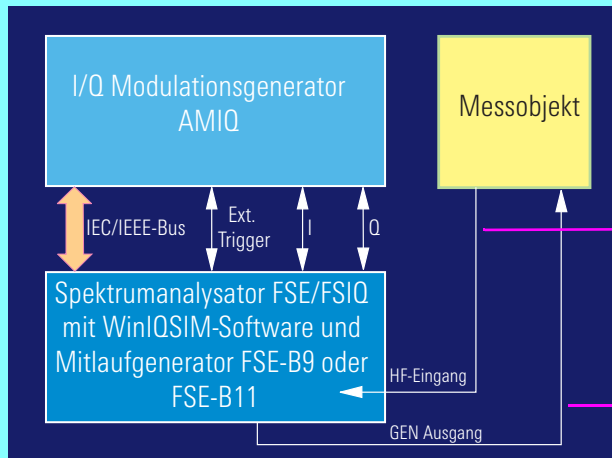 I/Q Modulationsgenerator
AMIQ
Messobjekt
IEC/IEEE-Bus
Ext.
Trigger
I
Q
Spektrumanalysator FSE/FSIQ
mit WinIQSIM-Software und
Mitlaufgenerator FSE-B9 oder
FSE-B11
HF-Eingang
GEN Ausgang